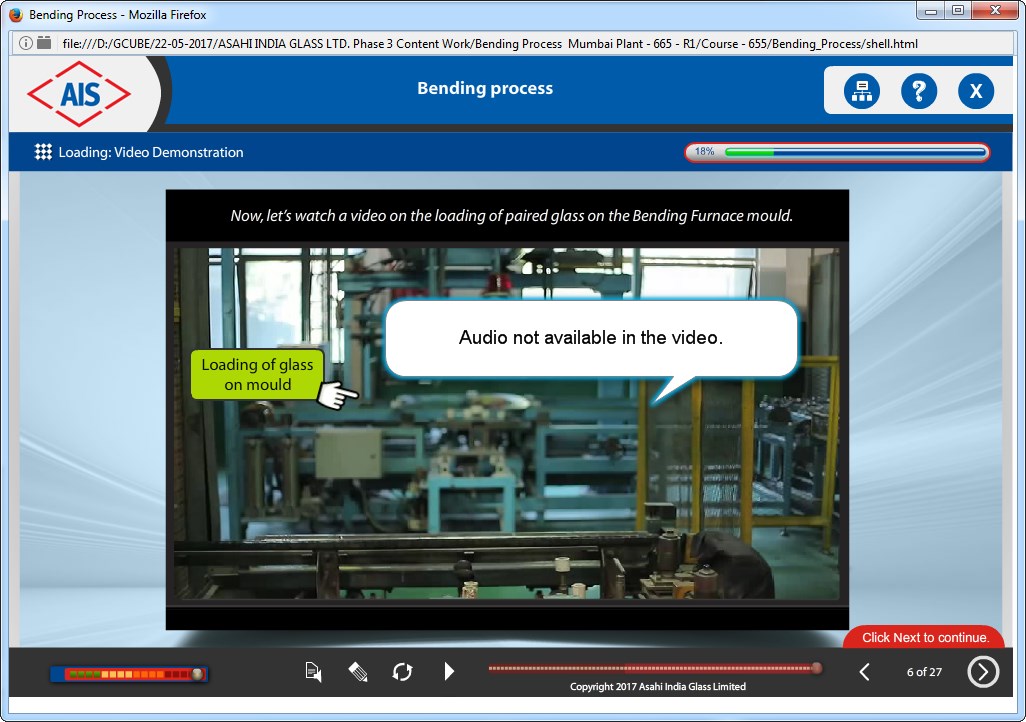 Bending Process - Mozilla Firefox
file:///D:/GCUBE/22-05-2017/ASAHI INDIA GLASS LTD. Phase 3 Content Work/Bending Process  Mumbai Plant - 665 - R1/Course - 655/Bending_Process/shell.html
AIS
Bending process
?
X
Loading: Video Demonstration
18%
Now, let's watch a video on the loading of paired glass on the Bending Furnace mould.
Audio not available in the video.
Loading of glass
on mould
Click Next to continue.
6 of 27
Copyright 2017 Asahi India Glass Limited